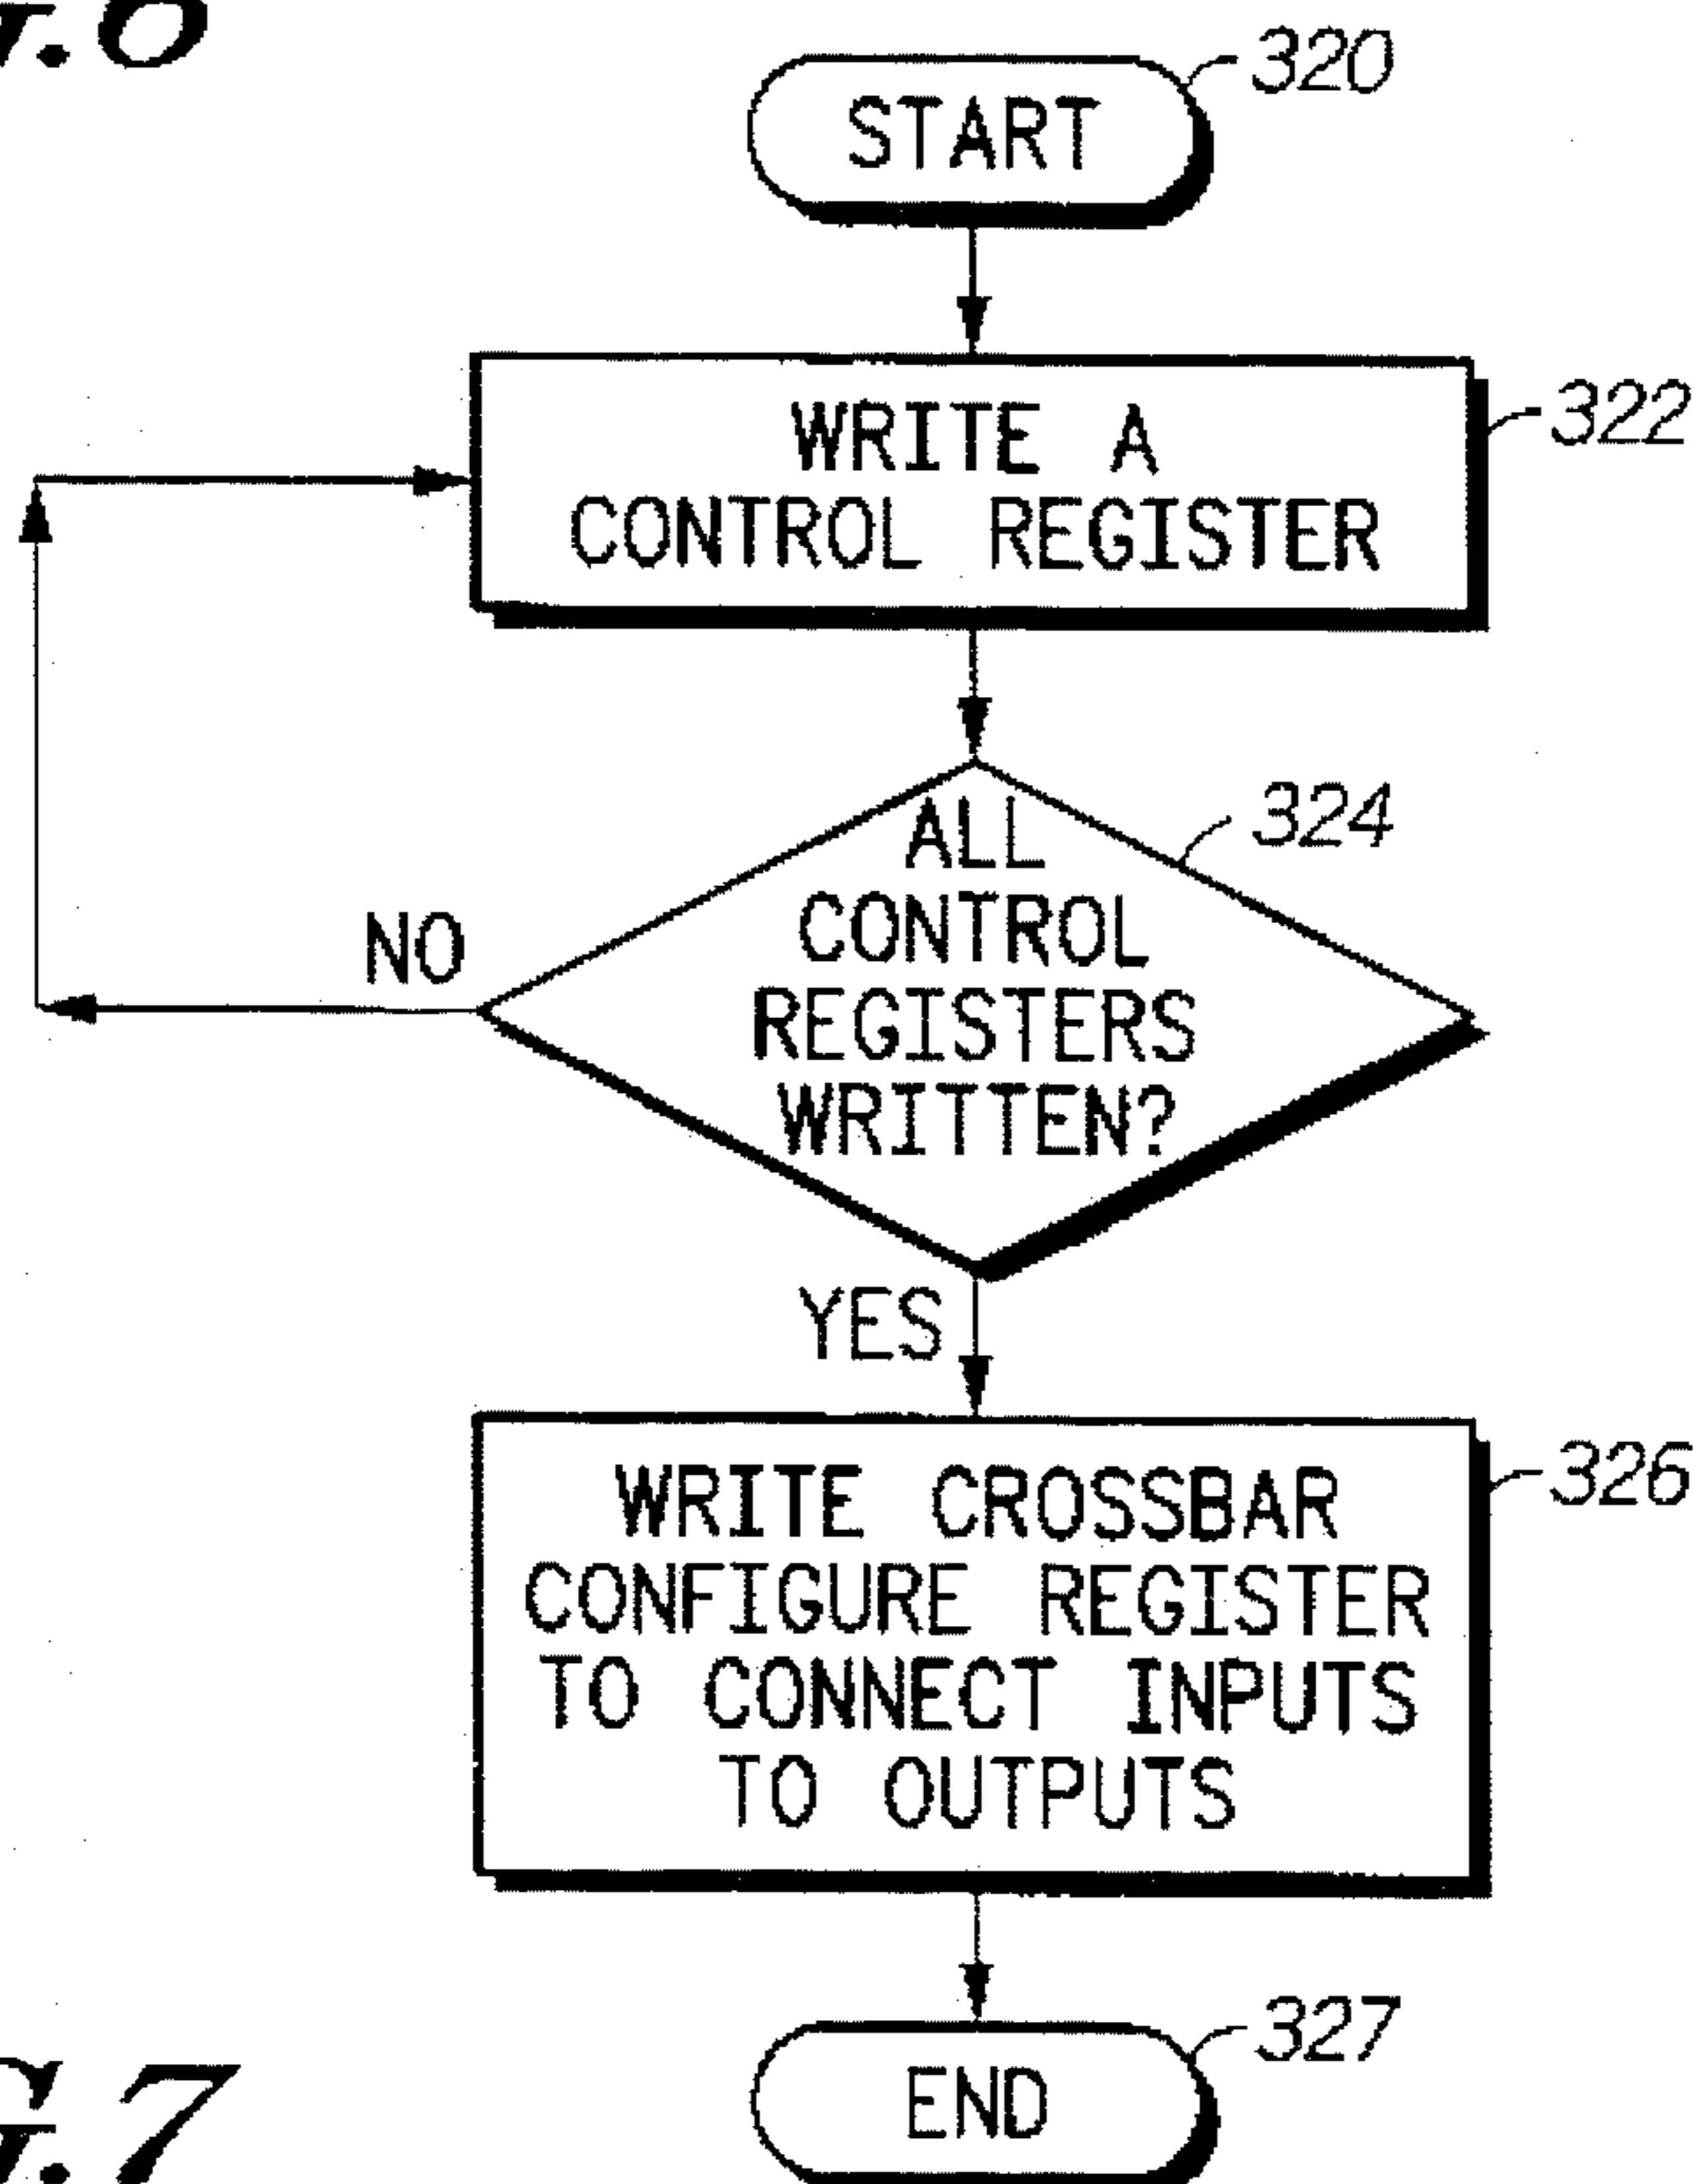 320
START
322
WRITE A
CONTROL REGISTER
324
ALL
CONTROL
REGISTERS
WRITTEN?
NO
YES
326
WRITE CROSSBAR
CONFIGURE REGISTER
TO CONNECT INPUTS
TO OUTPUTS
327
END
.7